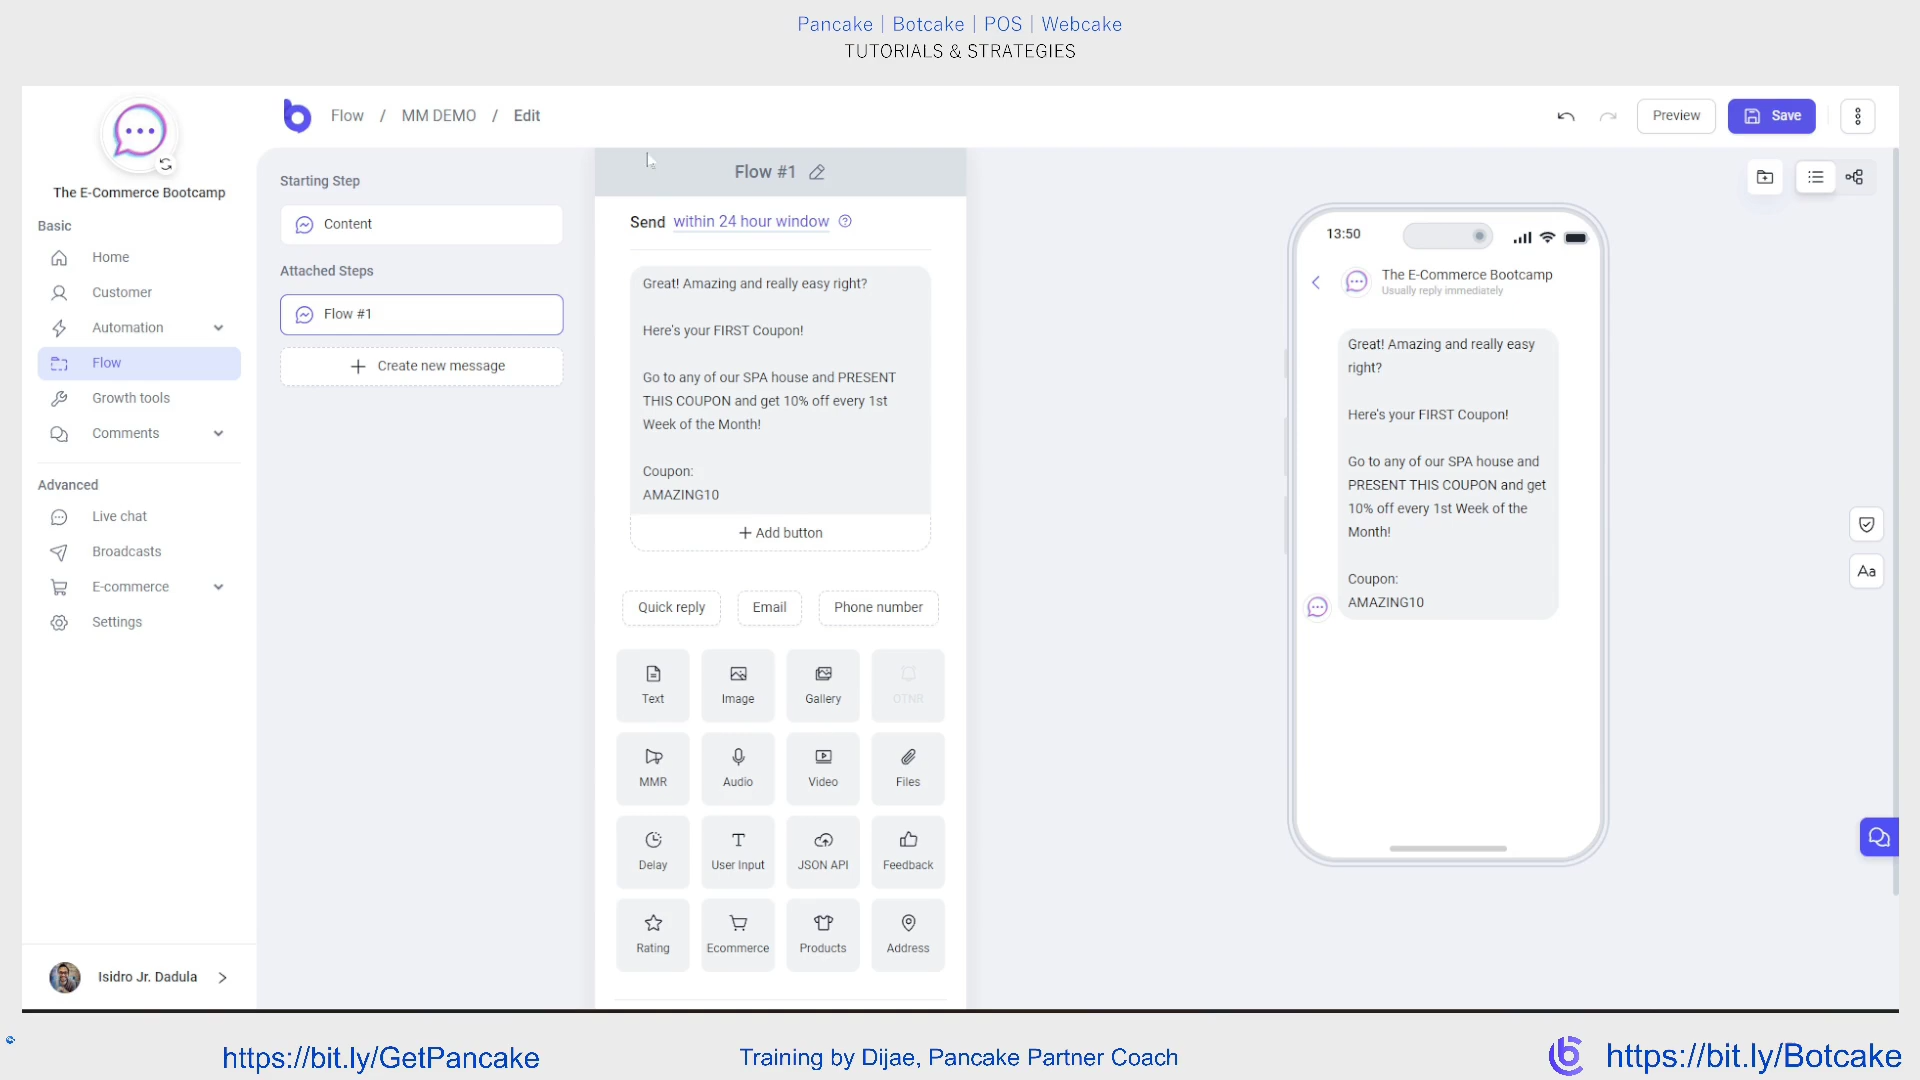 Pancake | Botcake | POS | Webcake
TUTORIALS & STRATEGIES
The E-Commerce Bootcamp
Basic
Home
Customer
Automation
Flow
Growth tools
Comments
Advanced
Live chat
Broadcasts
E-commerce
Settings
Isidro Jr. Dadula
Flow / MM DEMO / Edit
Preview
Save
Starting Step
Content
Attached Steps
Flow #1
Create new message
Flow #1
Send within 24 hour window
Great! Amazing and really easy right?
Here's your FIRST Coupon!
Go to any of our SPA house and PRESENT
THIS COUPON and get 10% off every 1st
Week of the Month!
Coupon:
AMAZING10
+ Add button
Quick reply
Email
Phone number
Text
Image
Gallery
OTNR
MMR
Audio
Video
Files
Delay
User Input
JSON API
Feedback
Rating
Ecommerce
Products
Address
13:50
The E-Commerce Bootcamp
Usually reply immediately
Great! Amazing and really easy
right?
Here's your FIRST Coupon!
Go to any of our SPA house and
PRESENT THIS COUPON and get
10% off every 1st Week of the
Month!
Coupon:
AMAZING10
Aa
https://bit.ly/GetPancake
Training by Dijae, Pancake Partner Coach
https://bit.ly/Botcake